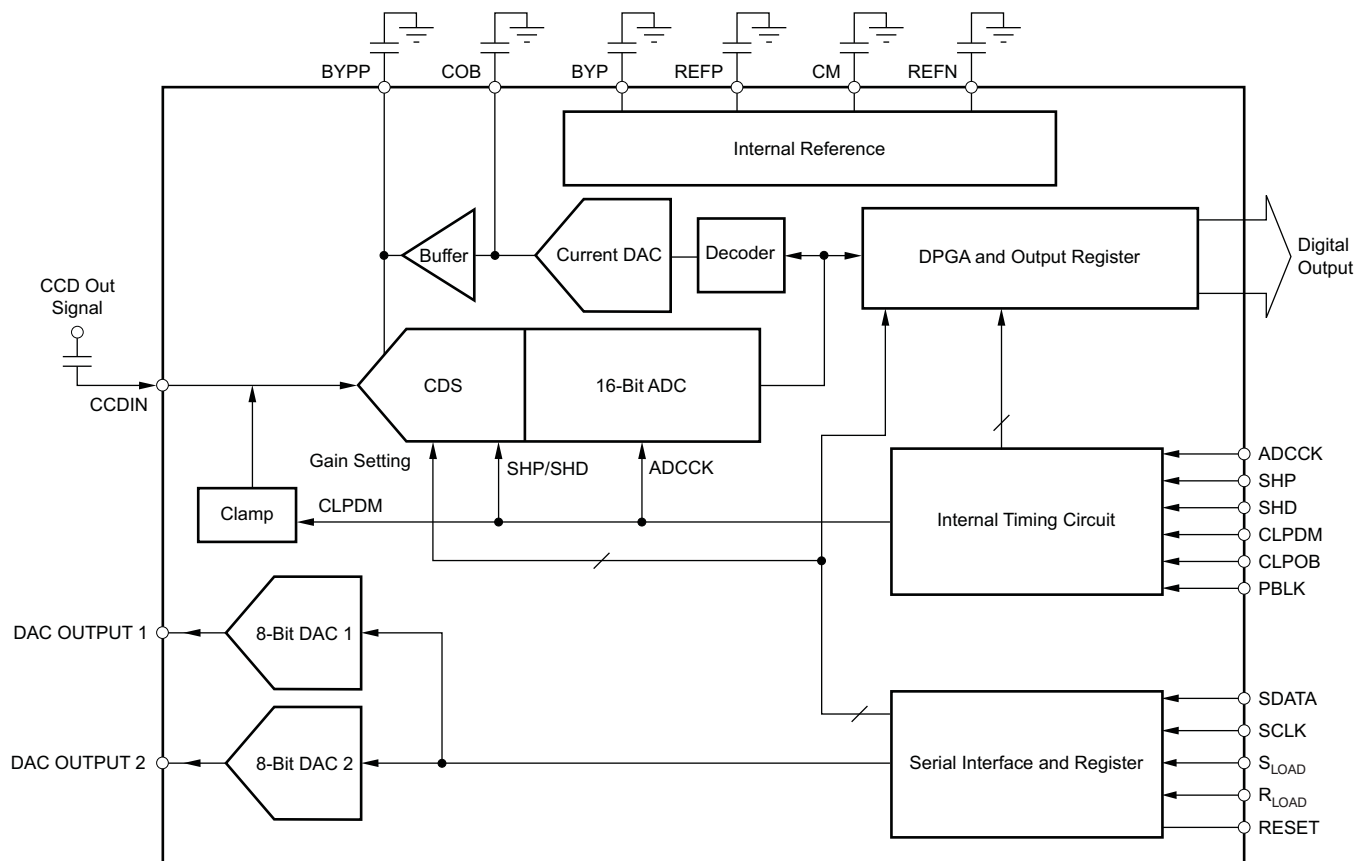 BYPP
COB
BYP
REFP
CM
REFN
Internal Reference
Buffer
Current DAC
Decoder
DPGA and Output Register
Digital
Output
CCD Out
Signal
CCDIN
CDS
16-Bit ADC
Gain Setting
SHP/SHD
ADCCK
Clamp
CLPDM
Internal Timing Circuit
ADCCK
SHP
SHD
CLPDM
CLPOB
PBLK
DAC OUTPUT 1
8-Bit DAC 1
DAC OUTPUT 2
8-Bit DAC 2
Serial Interface and Register
SDATA
SCLK
SLOAD
RLOAD
RESET